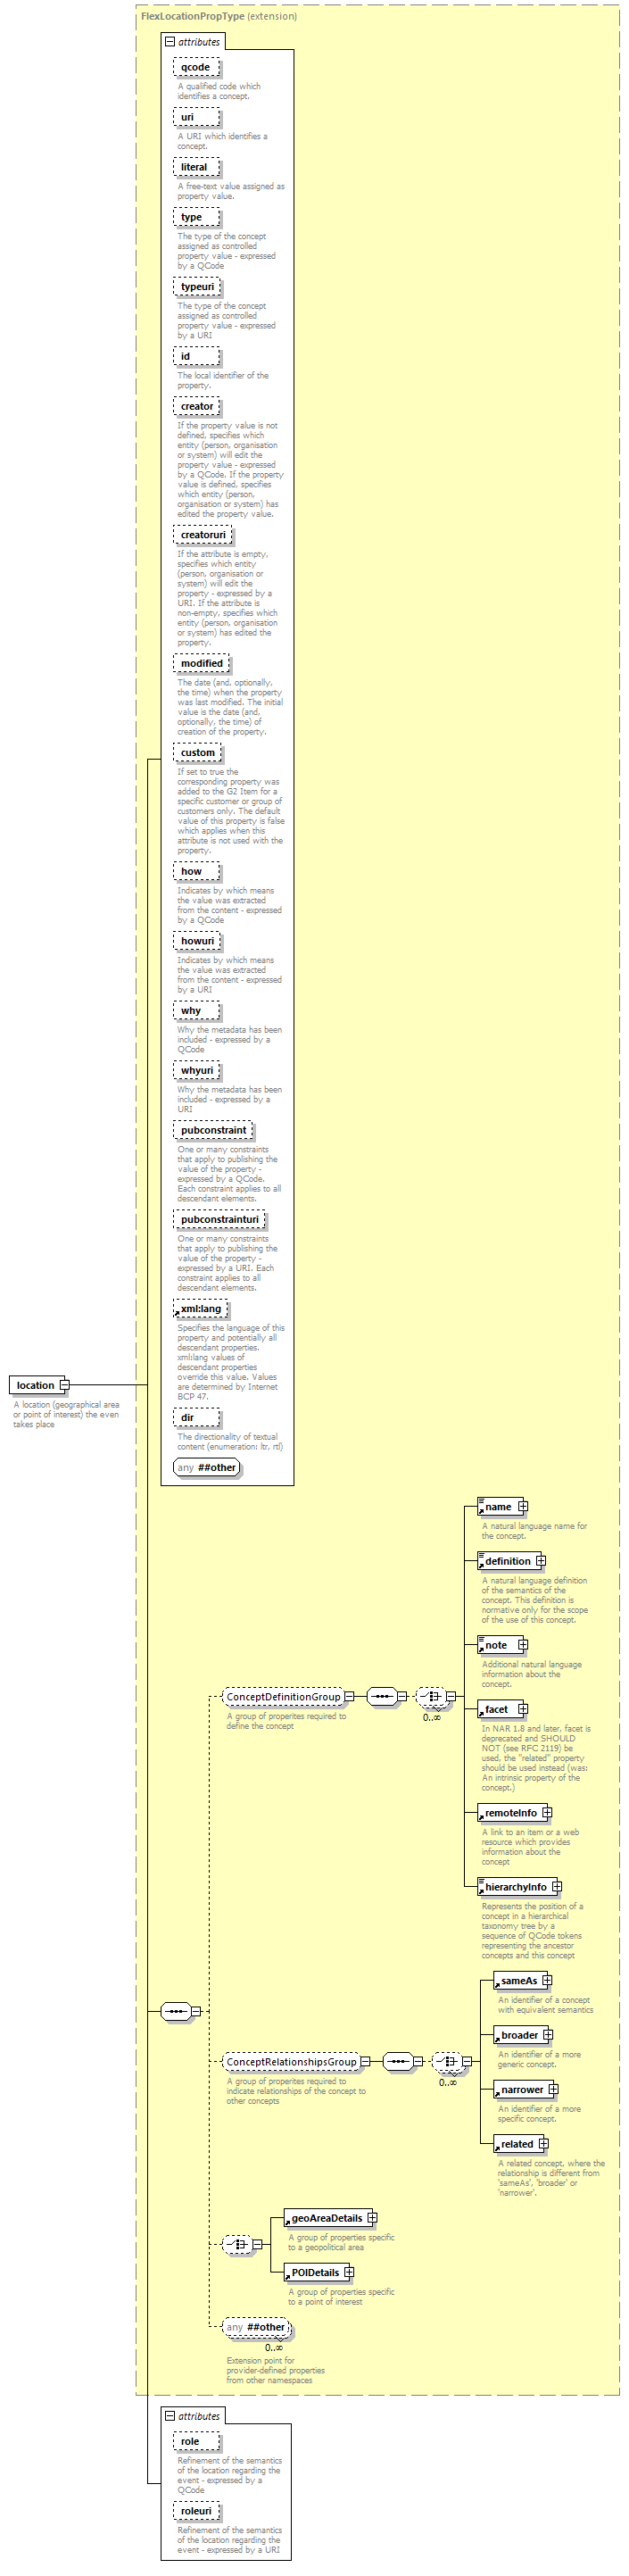 FlexLocationPropType (extension)
attributes
qcode
A qualified code which
identifies a concept.
uri
A URI which identifies a
concept.
literal
A free-text value assigned as
property value.
type
The type of the concept
assigned as controlled
property value - expressed
by a QCode
typeuri
The type of the concept
assigned as controlled
property value - expressed
by a URI
id
The local identifier of the
property.
creator
If the property value is not
defined, specifies which
entity (person, organisation
or system) will edit the
property value - expressed
by a QCode. If the property
value is defined, specifies
which entity (person,
organisation or system) has
edited the property value.
creatoruri
If the attribute is empty,
specifies which entity
(person, organisation or
system) will edit the
property - expressed by a
URI. If the attribute is
non-empty, specifies which
entity (person, organisation
or system) has edited the
property.
modified
The date (and, optionally,
the time) when the property
was last modified. The initial
value is the date (and,
optionally, the time) of
creation of the property.
custom
If set to true the
corresponding property was
added to the G2 Item for a
specific customer or group of
customers only. The default
value of this property is false
which applies when this
attribute is not used with the
property.
how
Indicates by which means
the value was extracted
from the content - expressed
by a QCode
howuri
Indicates by which means
the value was extracted
from the content - expressed
by a URI
why
Why the metadata has been
included - expressed by a
QCode
whyuri
Why the metadata has been
included - expressed by a
URI
pubconstraint
One or many constraints
that apply to publishing the
value of the property -
expressed by a QCode.
Each constraint applies to all
descendant elements.
pubconstrainturi
One or many constraints
that apply to publishing the
value of the property -
expressed by a URI. Each
constraint applies to all
descendant elements.
xml:lang
Specifies the language of this
property and potentially all
descendant properties.
xml:lang values of
descendant properties
override this value. Values
are determined by Internet
BCP 47.
dir
The directionality of textual
content (enumeration: ltr, rtl)
any ##other
location
A location (geographical area
or point of interest) the even
takes place
name
A natural language name for
the concept.
definition
A natural language definition
of the semantics of the
concept. This definition is
normative only for the scope
of the use of this concept.
note
Additional natural language
information about the
concept.
ConceptDefinitionGroup
0..∞
A group of properites required to
define the concept
facet
In NAR 1.8 and later, facet is
deprecated and SHOULD
NOT (see RFC 2119) be
used, the "related" property
should be used instead (was:
An intrinsic property of the
concept.)
remoteInfo
A link to an item or a web
resource which provides
information about the
concept
hierarchyInfo
Represents the position of a
concept in a hierarchical
taxonomy tree by a
sequence of QCode tokens
representing the ancestor
concepts and this concept
sameAs
An identifier of a concept
with equivalent semantics
broader
An identifier of a more
generic concept.
ConceptRelationshipsGroup
0..∞
A group of properites required to
indicate relationships of the concept to
other concepts
narrower
An identifier of a more
specific concept.
related
A related concept, where the
relationship is different from
'sameAs', 'broader' or
'narrower'.
geoAreaDetails
A group of properties specific
to a geopolitical area
POIDetails
A group of properties specific
to a point of interest
any ##other
0..∞
Extension point for
provider-defined properties
from other namespaces
attributes
role
Refinement of the semantics
of the location regarding the
event - expressed by a
QCode
roleuri
Refinement of the semantics
of the location regarding the
event - expressed by a URI